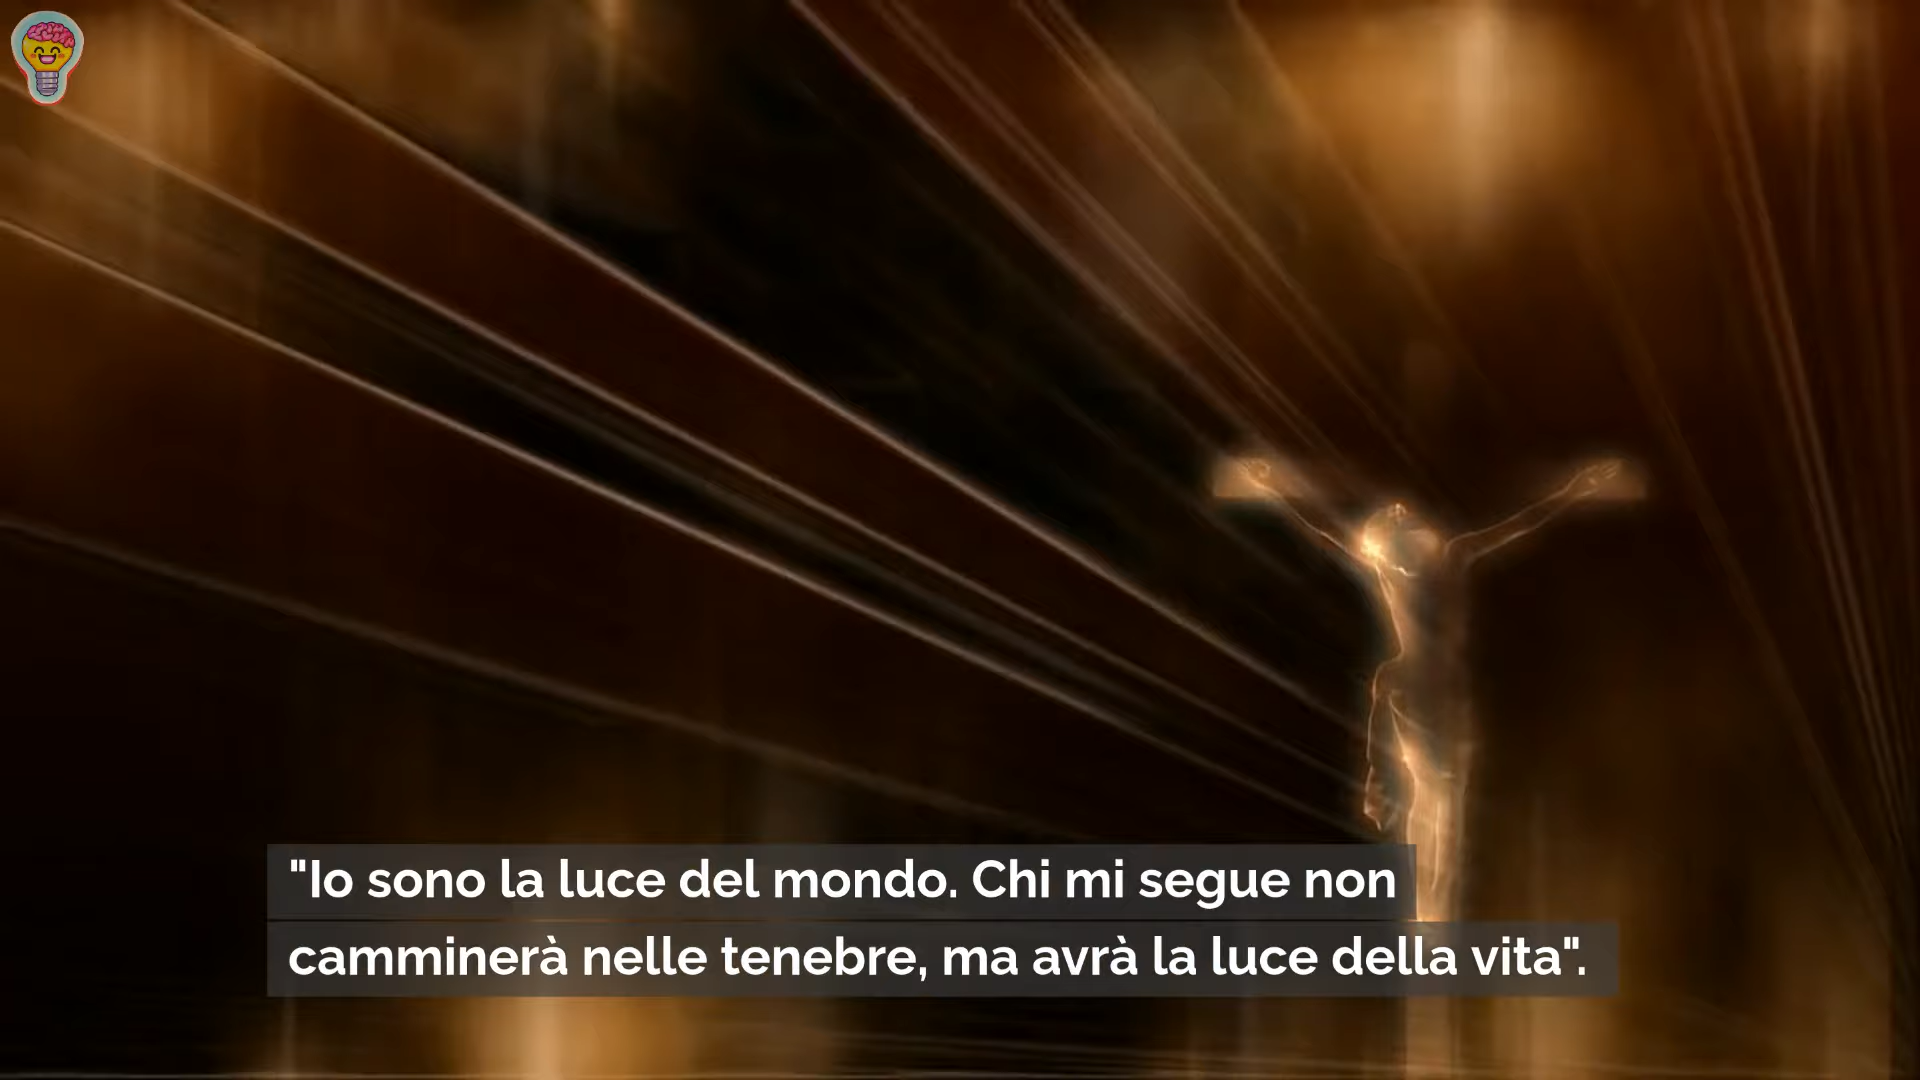 "Io sono la luce del mondo. Chi mi segue non
camminerà nelle tenebre, ma avrà la luce della vita".